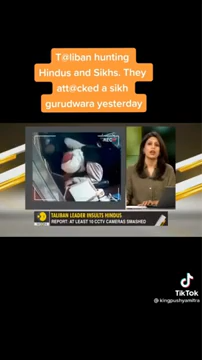 T@liban hunting
Hindus and Sikhs. They
att@cked a sikh
gurudwara yesterday
REC
TALIBAN LEADER INSULTS HINDUS
REPORT: AT LEAST 10 CCTV CAMERAS SMASHED
TikTok
@kingpushyamitra